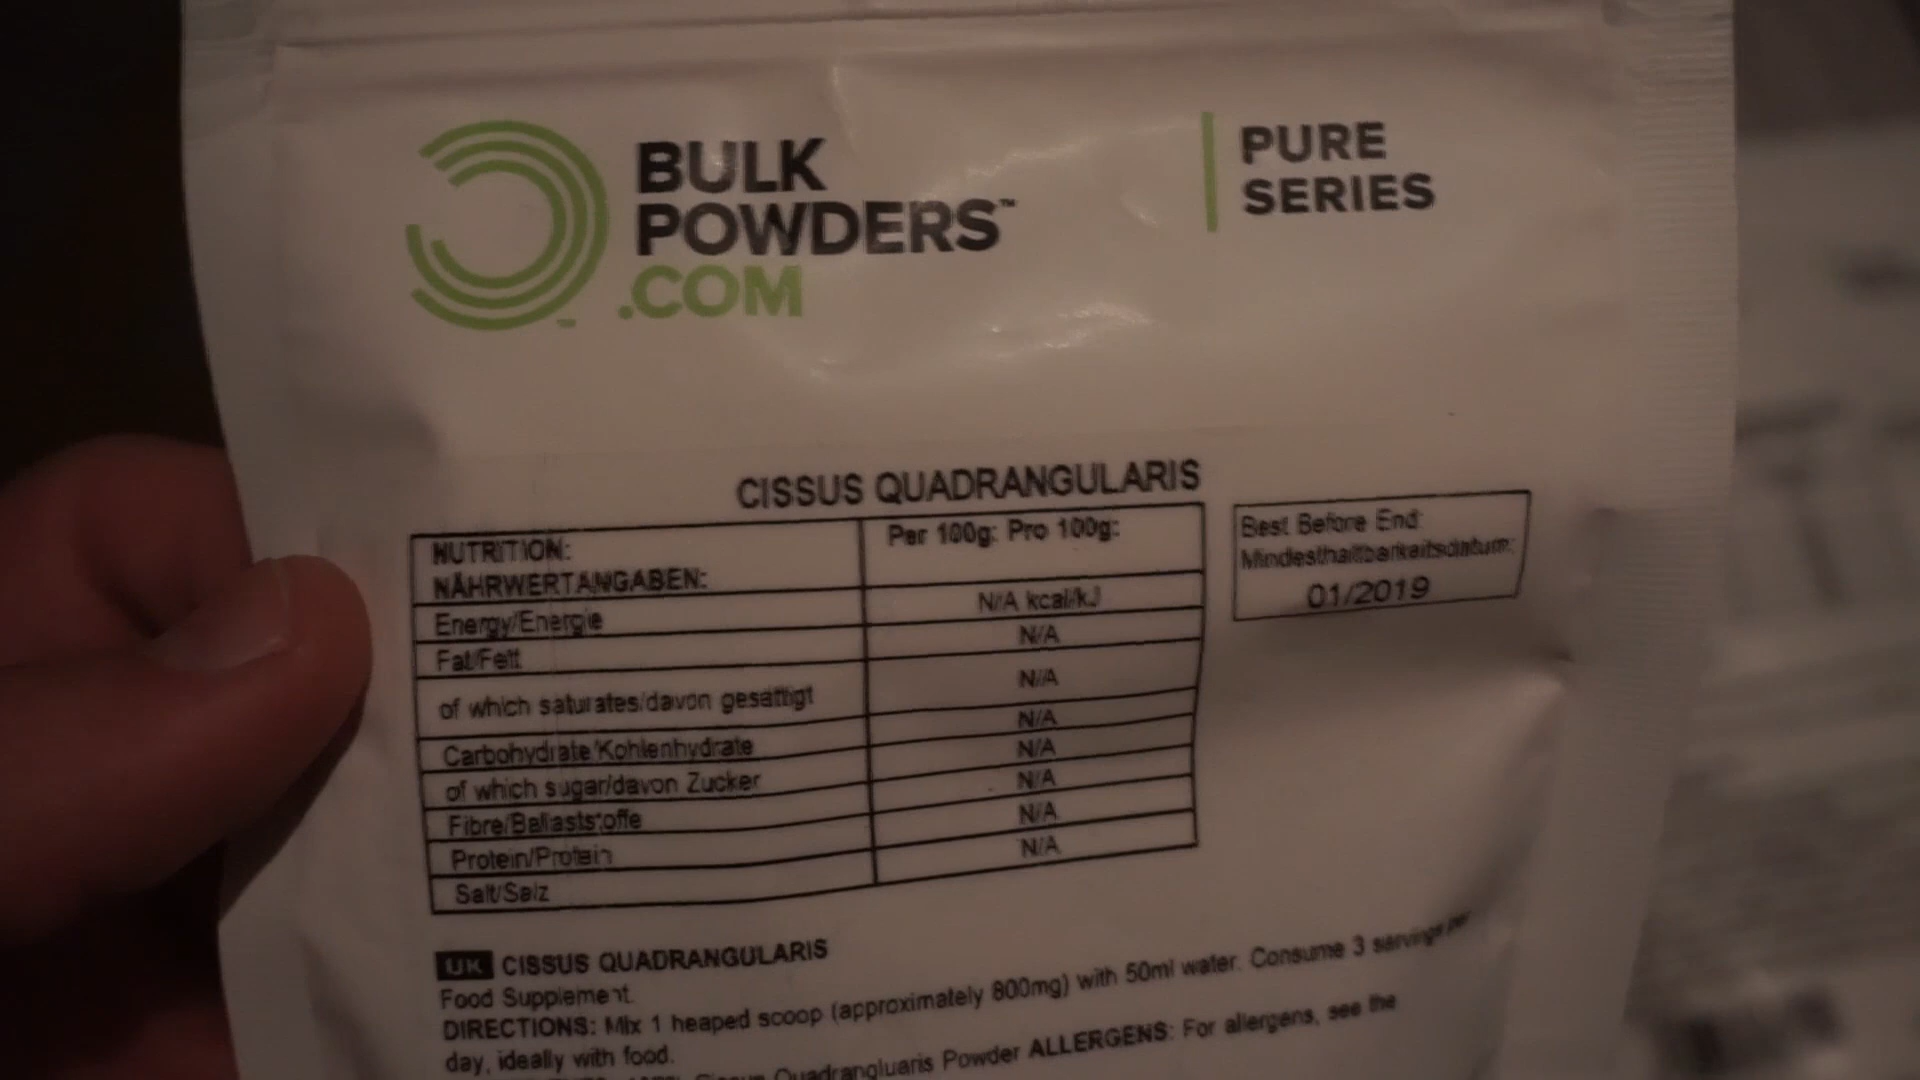 BULK
POWDERS™
.COM
PURE
SERIES
CISSUS QUADRANGULARIS
NUTRITION:
NÄHRWERTANGABEN:
Per 100g: Pro 100g:
Energy/Energie
N/A kcal/kJ
Fat/Fett
N/A
of which saturates/davon gesättigt
N/A
Carbohydrate/Kohlenhydrate
N/A
of which sugar/davon Zucker
N/A
Fibre/Ballaststoffe
N/A
Protein/Protein
N/A
Salt/Salz
N/A
Best Before End:
Mindesthaltbarkeitsdatum:
01/2019
UK CISSUS QUADRANGULARIS
Food Supplement.
DIRECTIONS: Mix 1 heaped scoop (approximately 800mg) with 50ml water. Consume 3 servings per
day, ideally with food.
Quadrangluaris Powder ALLERGENS: For allergens, see the